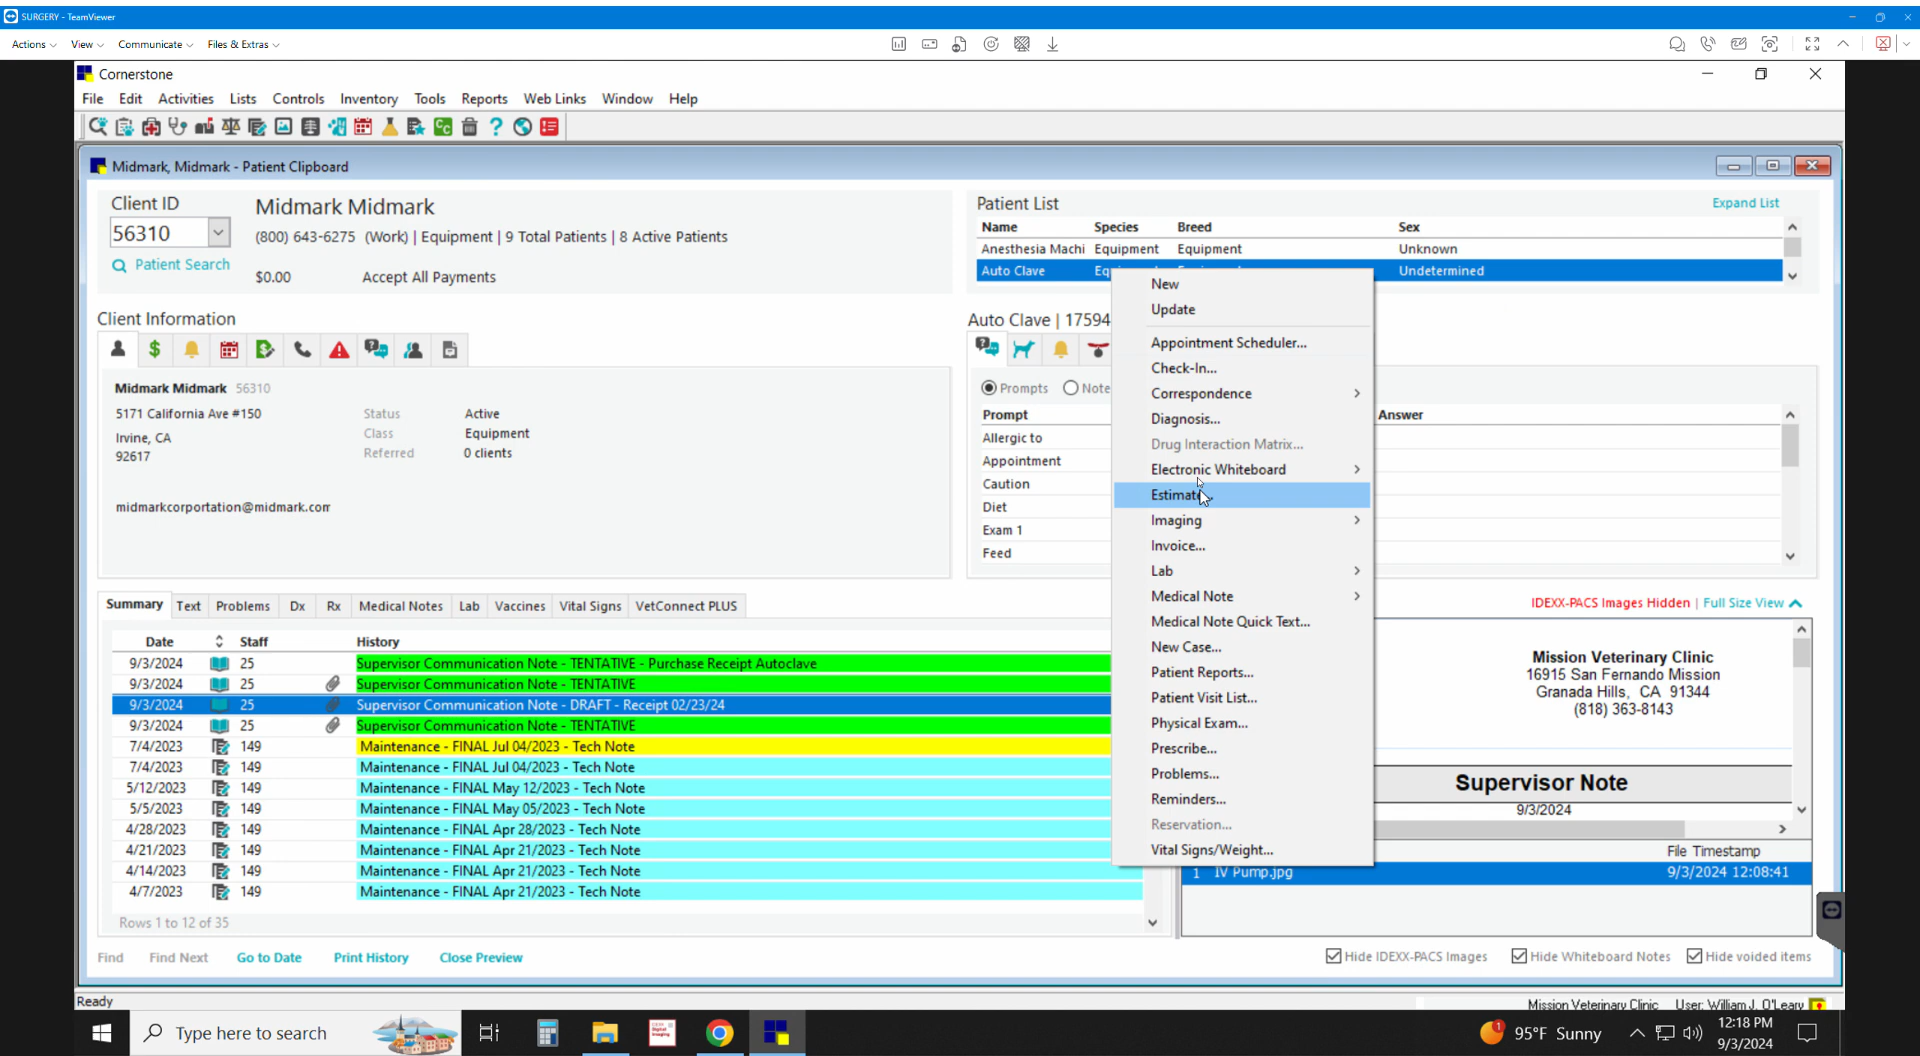 SURGERY - TeamViewer
Actions View Communicate Files & Extras
Cornerstone
File Edit Activities Lists Controls Inventory Tools Reports Web Links Window Help
Midmark, Midmark - Patient Clipboard
Client ID
56310
Patient Search
Midmark Midmark
(800) 643-6275 (Work) | Equipment | 9 Total Patients | 8 Active Patients
$0.00 Accept All Payments
Patient List Expand List
Name Species Breed Sex
Anesthesia Machi Equipment Equipment Unknown
Auto Clave Eq Undetermined
Client Information
Midmark Midmark 56310
5171 California Ave #150
Irvine, CA
92617
Status Active
Class Equipment
Referred 0 clients
midmarkcorporation@midmark.com
Auto Clave | 17594
Prompts Note
Prompt Answer
Allergic to
Appointment
Caution
Diet
Exam 1
Feed
New
Update
Appointment Scheduler...
Check-In...
Correspondence
Diagnosis...
Drug Interaction Matrix...
Electronic Whiteboard
Estimate...
Imaging
Invoice...
Lab
Medical Note
Medical Note Quick Text...
New Case...
Patient Reports...
Patient Visit List...
Physical Exam...
Prescribe...
Problems...
Reminders...
Reservation...
Vital Signs/Weight...
Summary Text Problems Dx Rx Medical Notes Lab Vaccines Vital Signs VetConnect PLUS
Date Staff History
9/3/2024 25 Supervisor Communication Note - TENTATIVE - Purchase Receipt Autoclave
9/3/2024 25 Supervisor Communication Note - TENTATIVE
9/3/2024 25 Supervisor Communication Note - DRAFT - Receipt 02/23/24
9/3/2024 25 Supervisor Communication Note - TENTATIVE
7/4/2023 149 Maintenance - FINAL Jul 04/2023 - Tech Note
7/4/2023 149 Maintenance - FINAL Jul 04/2023 - Tech Note
5/12/2023 149 Maintenance - FINAL May 12/2023 - Tech Note
5/5/2023 149 Maintenance - FINAL May 05/2023 - Tech Note
4/28/2023 149 Maintenance - FINAL Apr 28/2023 - Tech Note
4/21/2023 149 Maintenance - FINAL Apr 21/2023 - Tech Note
4/14/2023 149 Maintenance - FINAL Apr 21/2023 - Tech Note
4/7/2023 149 Maintenance - FINAL Apr 21/2023 - Tech Note
Rows 1 to 12 of 35
IDEXX-PACS Images Hidden | Full Size View
Mission Veterinary Clinic
16915 San Fernando Mission
Granada Hills, CA 91344
(818) 363-8143
Supervisor Note
9/3/2024
File Timestamp
1 IV Pump.jpg 9/3/2024 12:08:41
Find Find Next Go to Date Print History Close Preview
Hide IDEXX-PACS Images Hide Whiteboard Notes Hide voided items
Ready
Mission Veterinary Clinic User: William J. O'Leary
Type here to search
95°F Sunny
12:18 PM
9/3/2024